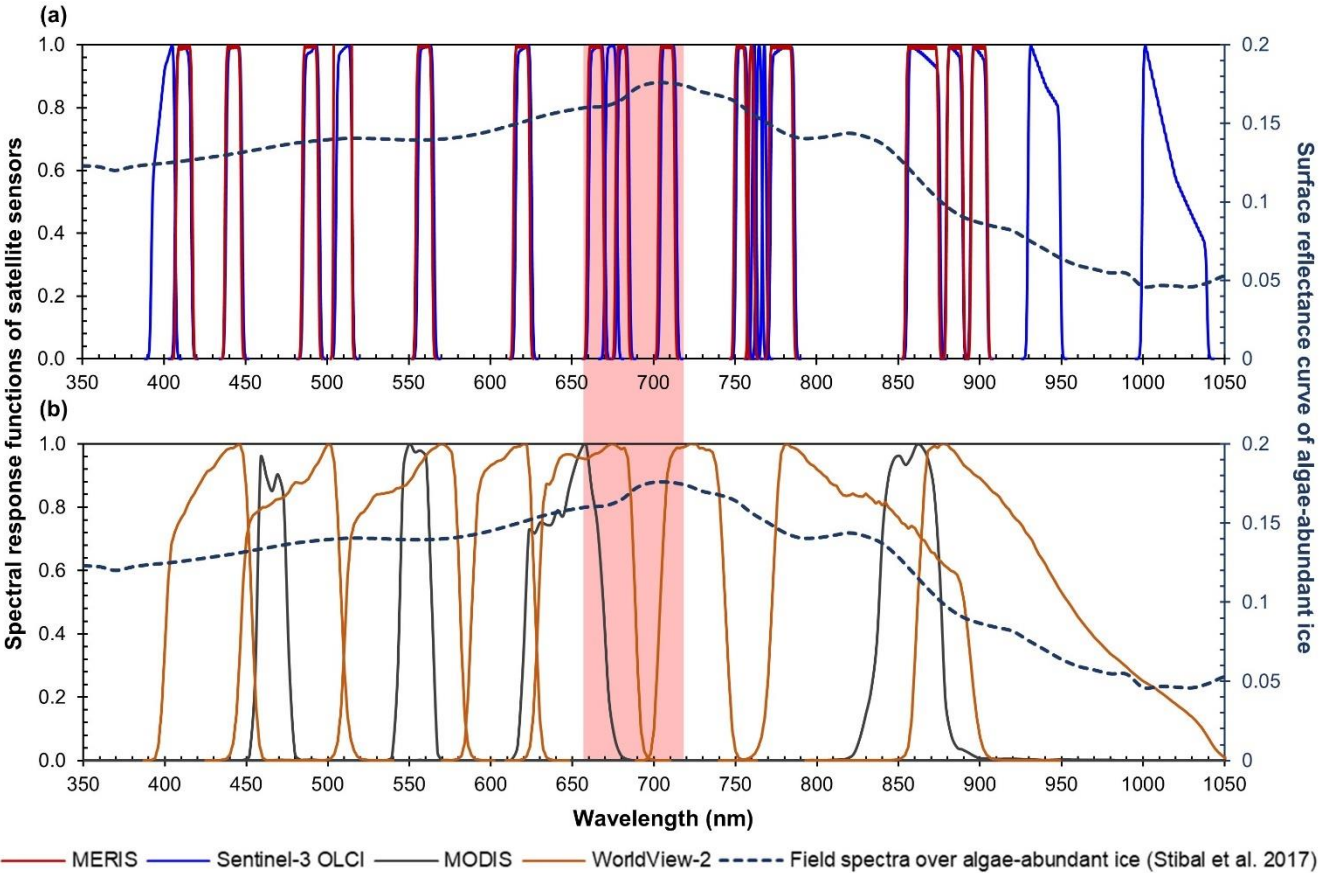 (a)
1.0 0.2
0.8 0.15
0.6
0.4 0.1
0.2 0.05
0.0 0
350 400 450 500 550 600 650 700 750 800 850 900 950 1000 1050
(b)
1.0 0.2
0.8 0.15
0.6
0.4 0.1
0.2 0.05
0.0 0
350 400 450 500 550 600 650 700 750 800 850 900 950 1000 1050
Spectral response functions of satellite sensors
Surface reflectance curve of algae-abundant ice
Wavelength (nm)
MERIS Sentinel-3 OLCI MODIS WorldView-2 Field spectra over algae-abundant ice (Stibal et al. 2017)